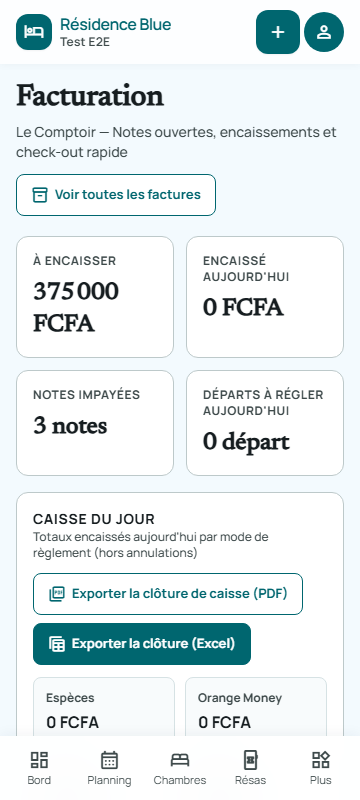 Résidence Blue
Test E2E
Facturation
Le Comptoir — Notes ouvertes, encaissements et
check-out rapide
Voir toutes les factures
À ENCAISSER
375 000
FCFA
ENCAISSÉ
AUJOURD'HUI
0 FCFA
NOTES IMPAYÉES
3 notes
DÉPARTS À RÉGLER
AUJOURD'HUI
0 départ
CAISSE DU JOUR
Totaux encaissés aujourd'hui par mode de
règlement (hors annulations)
Exporter la clôture de caisse (PDF)
Exporter la clôture (Excel)
Espèces
0 FCFA
Orange Money
0 FCFA
Bord
Planning
Chambres
Résas
Plus